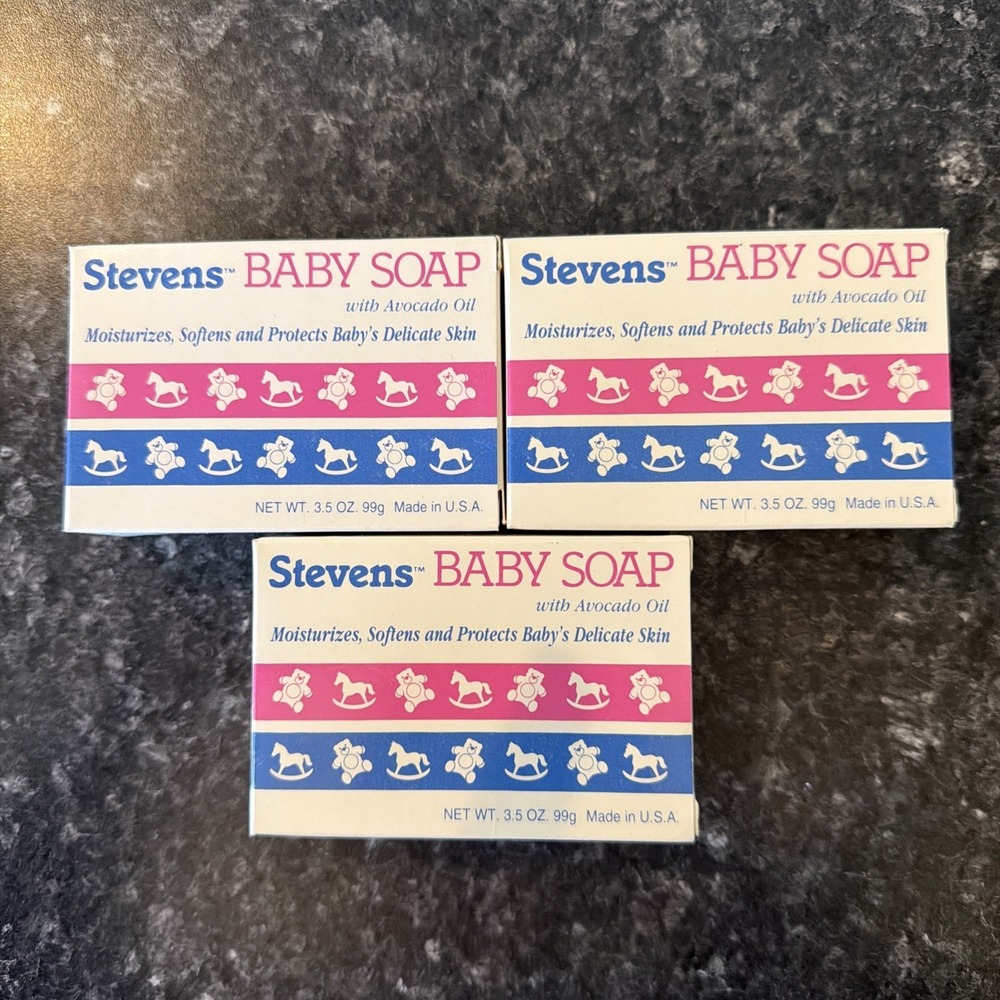 Stevens™ BABY SOAP
with Avocado Oil
Moisturizes, Softens and Protects Baby's Delicate Skin
NET WT. 3.5 OZ. 99g Made in U.S.A.
Stevens™ BABY SOAP
with Avocado Oil
Moisturizes, Softens and Protects Baby's Delicate Skin
NET WT. 3.5 OZ. 99g Made in U.S.A.
Stevens™ BABY SOAP
with Avocado Oil
Moisturizes, Softens and Protects Baby's Delicate Skin
NET WT. 3.5 OZ. 99g Made in U.S.A.